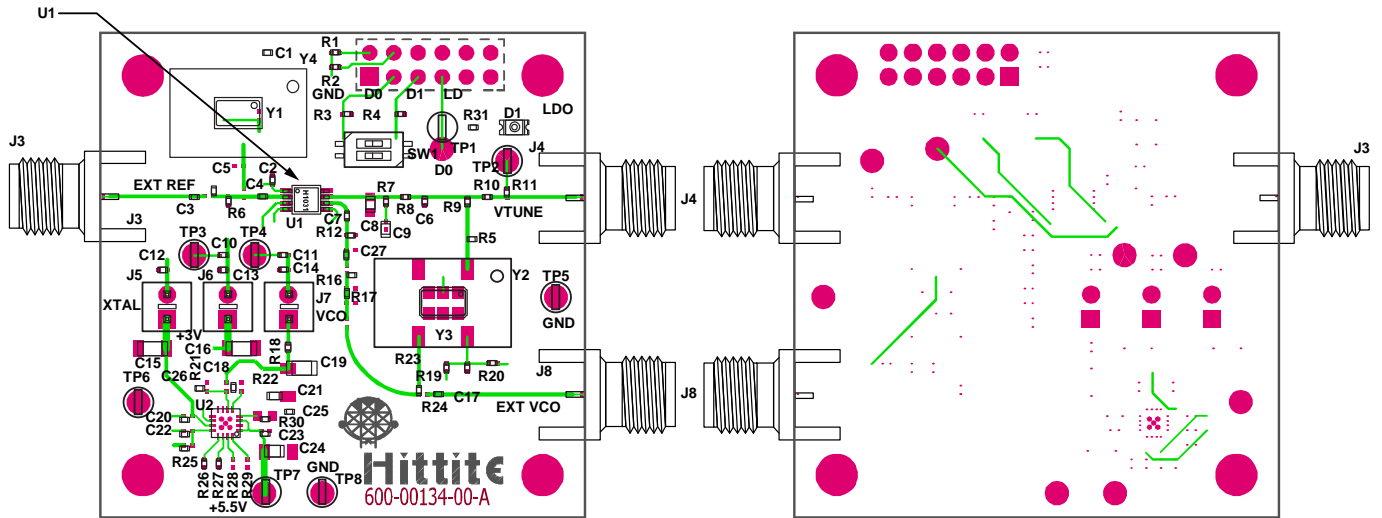 U1
R1
C1
Y4
R2
GND
D0
D1
LD
LDO
Y1
R3
R4
R31
D1
SW1
TP1
D0
J4
TP2
J3
J3
C5
C2
EXT REF
C4
R7
R10
R11
C3
R6
H1031
U1
C7
C8
R8
C6
R9
VTUNE
J4
J3
R12
C9
R5
TP3
C10
TP4
C12
C11
C27
J5
J6
C13
C14
R16
Y2
TP5
XTAL
J7
R17
VCO
GND
+3V
C15
C16
R18
Y3
R21
C18
C19
R23
J8
C26
R22
R19
R20
TP6
C21
R24
C17
EXT VCO
J8
U2
C25
C20
R30
C22
C23
R25
C24
Hittite
R26
R27
R28
R29
TP7
GND
TP8
600-00134-00-A
+5.5V